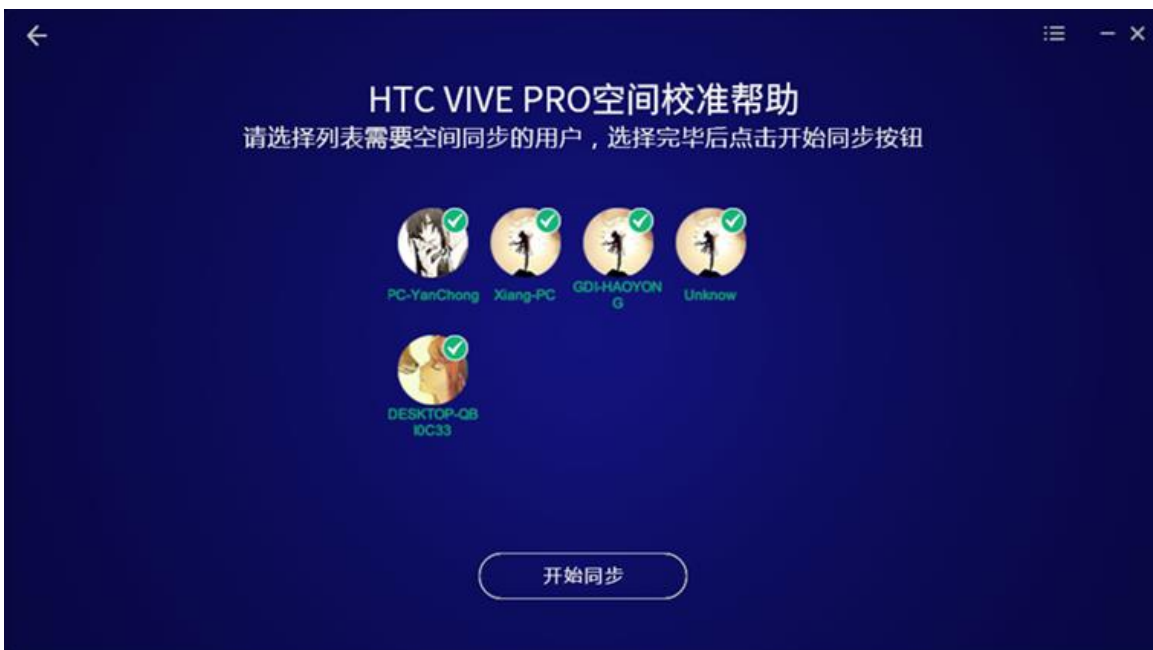 HTC VIVE PRO空间校准帮助
请选择列表需要空间同步的用户，选择完毕后点击开始同步按钮
PC-YanChong
Xiang-PC
GDI-HAOYON
G
Unknow
DESKTOP-QB
I0C33
开始同步